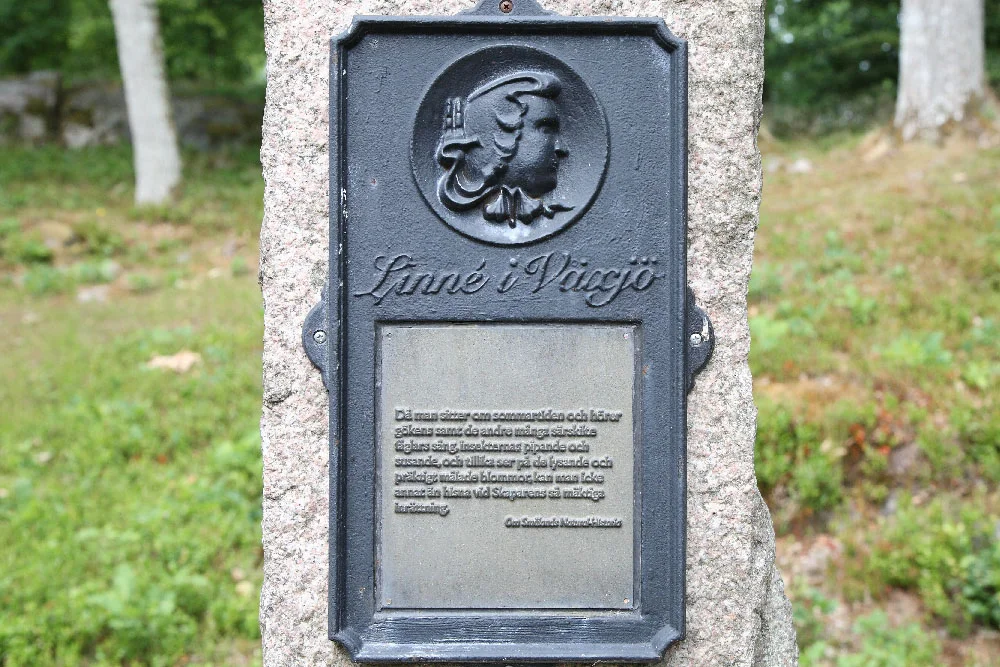 Linné i Växjö
Då man sitter om sommartiden och hörer
gökens samt de andre många särskilte
fåglars sång, insekternas pipande och
susande, och tillika ser på de lysande och
präktigt målade blommor, kan man icke
annat än häpna vid Skaparens så mäktige
inrättning.
Om Smålands Naturalhistoria